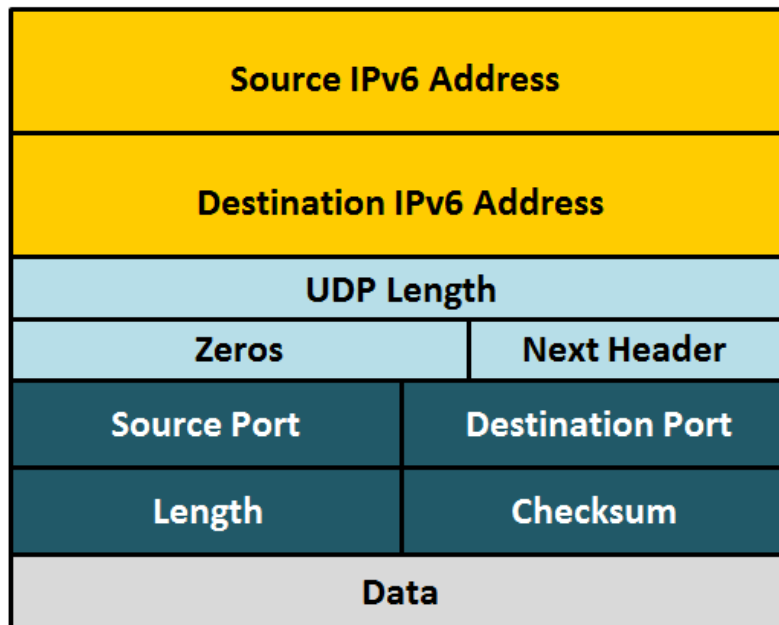 Source IPv6 Address
Destination IPv6 Address
UDP Length
Zeros
Next Header
Source Port
Destination Port
Length
Checksum
Data